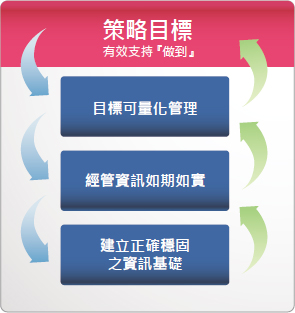 策略目標
有效支持『做到』
目標可量化管理
經管資訊如期如實
建立正確穩固
之資訊基礎